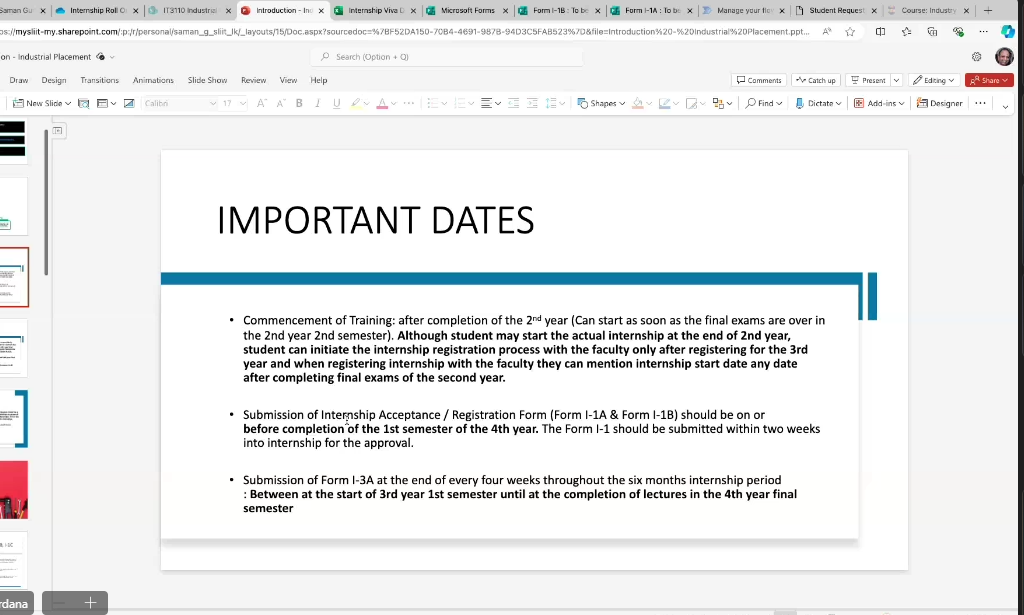 Saman Gu
Internship Roll O
IT3110 Industrial
Introduction - Ind
Internship Viva D
Microsoft Forms
Form I-1B : To be
Form I-1A : To be
Manage your flo
Student Request
Course: Industry
ps://mysliit-my.sharepoint.com/:p:/r/personal/saman_g_sliit_lk/_layouts/15/Doc.aspx?sourcedoc=%7BF52DA150-70B4-4691-987B-94D3C5FAB523%7D&file=Introduction%20-%20Industrial%20Placement.ppt...
on - Industrial Placement
Search (Option + Q)
Draw Design Transitions Animations Slide Show Review View Help
Comments Catch up Present Editing Share
New Slide Calibri 17 B I U A Shapes Find Dictate Add-ins Designer
IMPORTANT DATES
• Commencement of Training: after completion of the 2nd year (Can start as soon as the final exams are over in
the 2nd year 2nd semester). Although student may start the actual internship at the end of 2nd year,
student can initiate the internship registration process with the faculty only after registering for the 3rd
year and when registering internship with the faculty they can mention internship start date any date
after completing final exams of the second year.
• Submission of Internship Acceptance / Registration Form (Form I-1A & Form I-1B) should be on or
before completion of the 1st semester of the 4th year. The Form I-1 should be submitted within two weeks
into internship for the approval.
• Submission of Form I-3A at the end of every four weeks throughout the six months internship period
: Between at the start of 3rd year 1st semester until at the completion of lectures in the 4th year final
semester
rdana